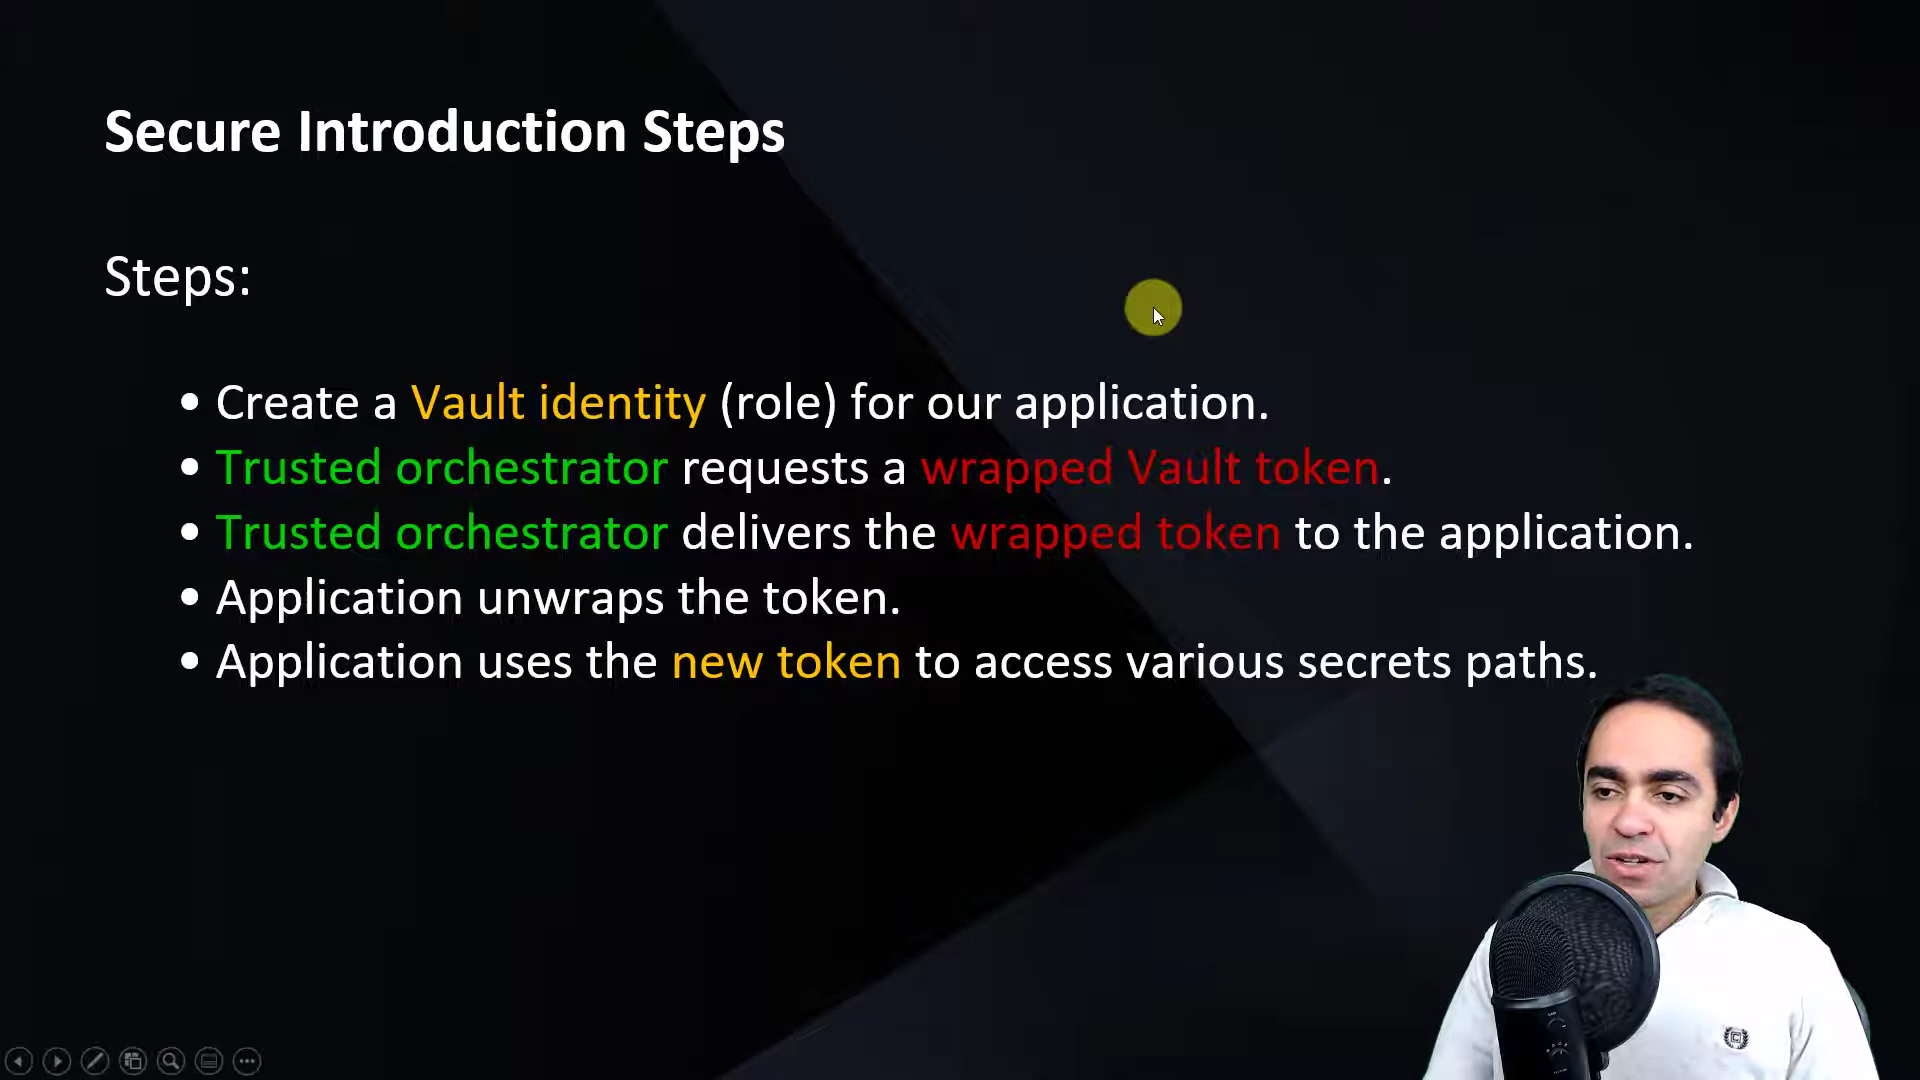 Secure Introduction Steps
Steps:
• Create a Vault identity (role) for our application.
• Trusted orchestrator requests a wrapped Vault token.
• Trusted orchestrator delivers the wrapped token to the application.
• Application unwraps the token.
• Application uses the new token to access various secrets paths.